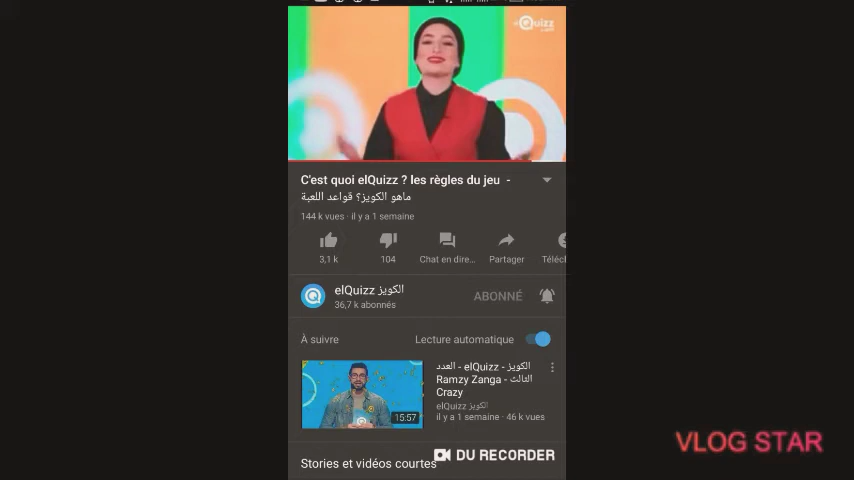 Quizz
C'est quoi elQuizz ? les règles du jeu -
ماهو الكويز؟ قواعد اللعبة
144 k vues · il y a 1 semaine
3,1 k
104
Chat en dire...
Partager
Téléc
elQuizz الكويز
36,7 k abonnés
ABONNÉ
À suivre
Lecture automatique
الكويز - elQuizz - العدد
الثالث - Ramzy Zanga
Crazy
elQuizz الكويز
il y a 1 semaine · 46 k vues
15:57
Stories et vidéos courtes
DU RECORDER
VLOG STAR